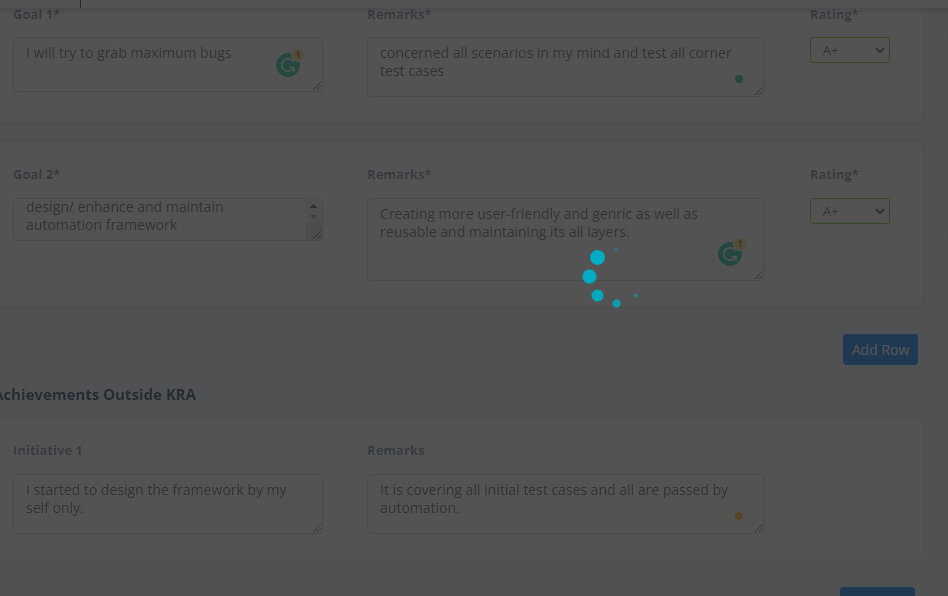 Goal 1*
Remarks*
Rating*
I will try to grab maximum bugs
1
concerned all scenarios in my mind and test all corner
test cases
A+
Goal 2*
Remarks*
Rating*
design/ enhance and maintain
automation framework
Creating more user-friendly and genric as well as
reusable and maintaining its all layers.
1
A+
Add Row
Achievements Outside KRA
Initiative 1
Remarks
I started to design the framework by my
self only.
It is covering all initial test cases and all are passed by
automation.